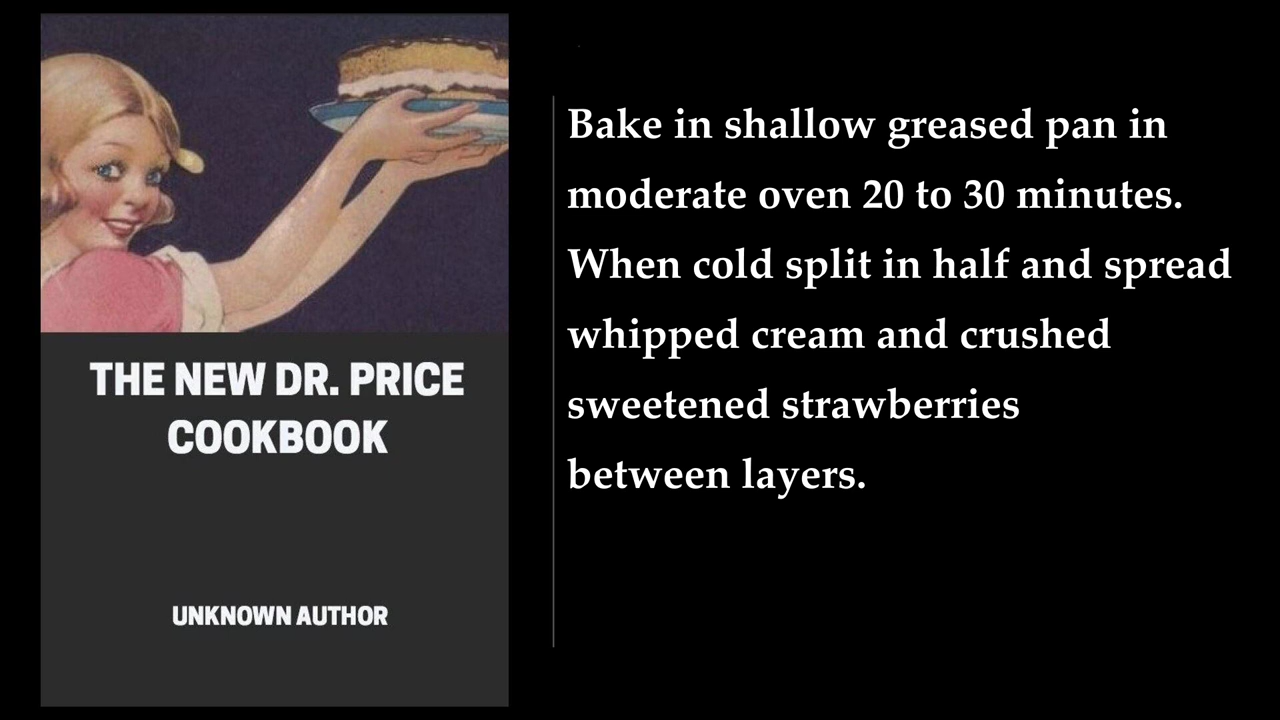 THE NEW DR. PRICE
COOKBOOK
UNKNOWN AUTHOR
Bake in shallow greased pan in
moderate oven 20 to 30 minutes.
When cold split in half and spread
whipped cream and crushed
sweetened strawberries
between layers.